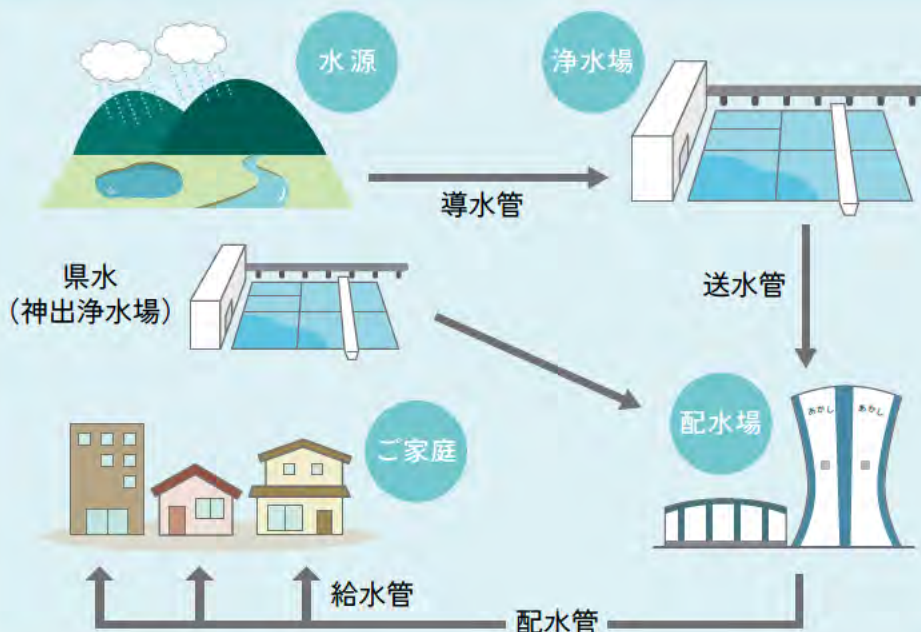 水源
浄水場
導水管
県水
（神出浄水場）
送水管
配水場
あかし あかし
ご家庭
給水管
配水管